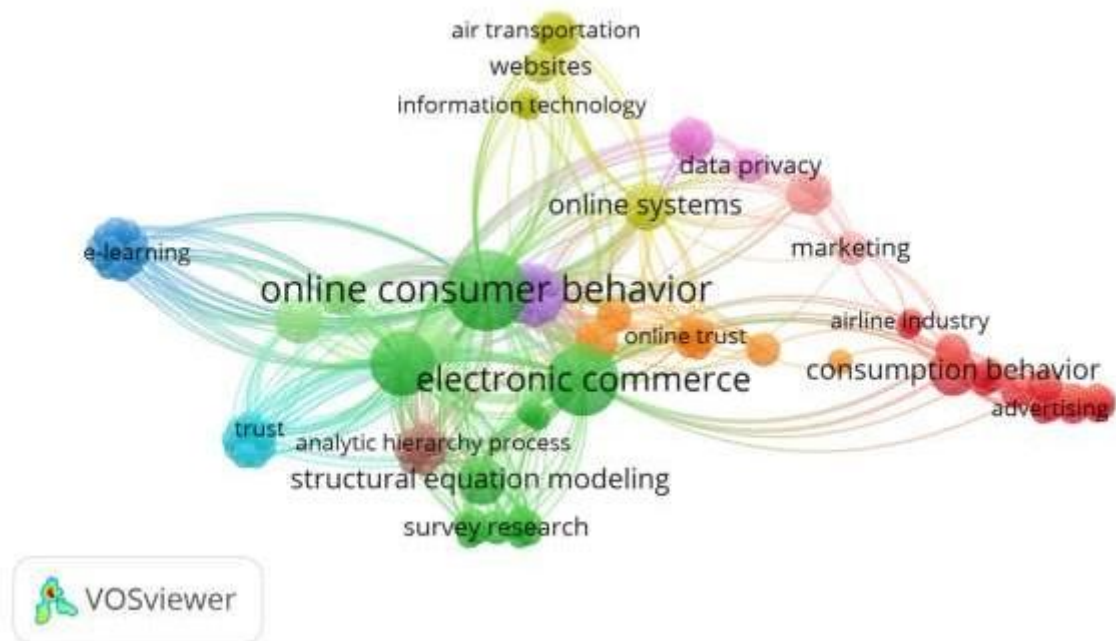 air transportation
websites
information technology
data privacy
online systems
marketing
e-learning
online consumer behavior
airline industry
online trust
consumption behavior
electronic commerce
advertising
trust
analytic hierarchy process
structural equation modeling
survey research
VOSviewer